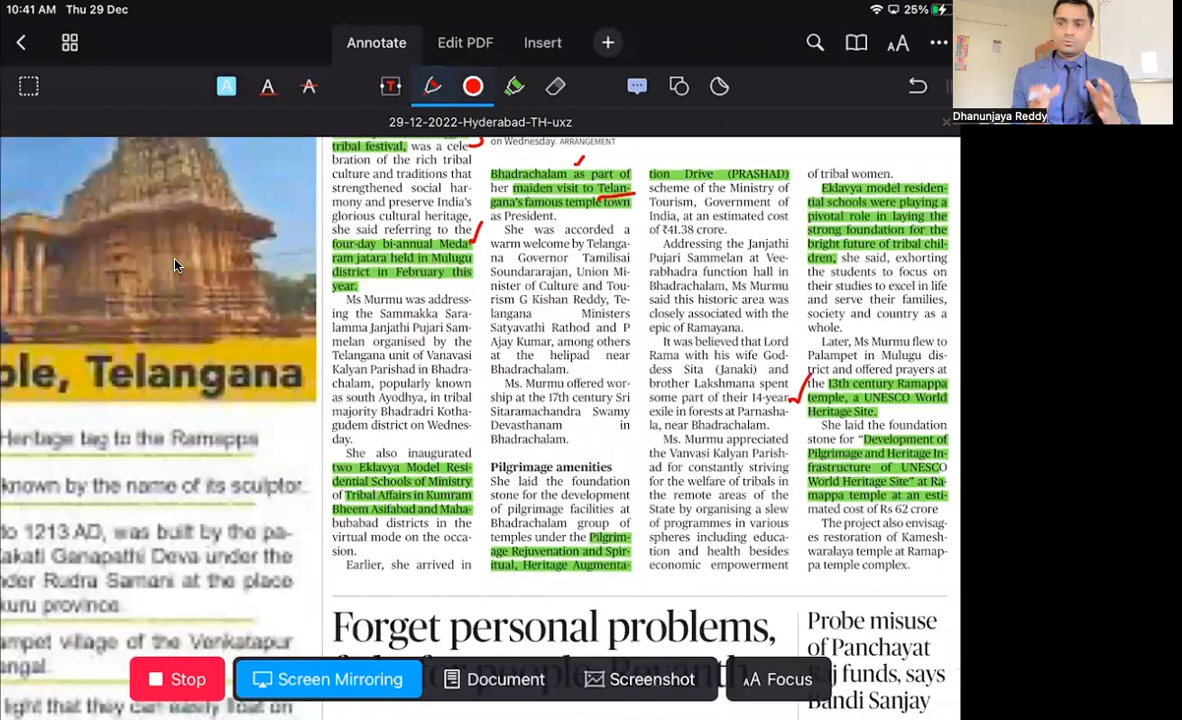 10:41 AM Thu 29 Dec
25%
Annotate
Edit PDF
Insert
Dhanunjaya Reddy
29-12-2022-Hyderabad-TH-uxz
ple, Telangana
Heritage tag to the Ramappa
known by the name of its sculptor.
to 1213 AD, was built by the pa-
akati Ganapathi Deva under the
nder Rudra Samani at the place
kuru province.
ampet village of the Venkatapur
angal.
light that they can easily float on
tribal festival, was a cele-
bration of the rich tribal
culture and traditions that
strengthened social har-
mony and preserve India's
glorious cultural heritage,
she said referring to the
four-day bi-annual Meda-
ram jatara held in Mulugu
district in February this
year.
Ms Murmu was address-
ing the Sammakka Sara-
lamma Janjathi Pujari Sam-
melan organised by the
Telangana unit of Vanavasi
Kalyan Parishad in Bhadra-
chalam, popularly known
as south Ayodhya, in tribal
majority Bhadradri Kotha-
gudem district on Wednes-
day.
She also inaugurated
two Eklavya Model Resi-
dential Schools of Ministry
of Tribal Affairs in Kumram
Bheem Asifabad and Maha-
bubabad districts in the
virtual mode on the occa-
sion.
Earlier, she arrived in
on Wednesday. ARRANGEMENT
Bhadrachalam as part of
her maiden visit to Telan-
gana's famous temple town
as President.
She was accorded a
warm welcome by Telanga-
na Governor Tamilisai
Soundararajan, Union Mi-
nister of Culture and Tou-
rism G Kishan Reddy, Te-
langana Ministers
Satyavathi Rathod and P
Ajay Kumar, among others
at the helipad near
Bhadrachalam.
Ms. Murmu offered wor-
ship at the 17th century Sri
Sitaramachandra Swamy
Devasthanam in
Bhadrachalam.
Pilgrimage amenities
She laid the foundation
stone for the development
of pilgrimage facilities at
Bhadrachalam group of
temples under the Pilgrim-
age Rejuvenation and Spir-
itual, Heritage Augmenta-
tion Drive (PRASHAD)
scheme of the Ministry of
Tourism, Government of
India, at an estimated cost
of ₹41.38 crore.
Addressing the Janjathi
Pujari Sammelan at Vee-
rabhadra function hall in
Bhadrachalam, Ms Murmu
said this historic area was
closely associated with the
epic of Ramayana.
It was believed that Lord
Rama with his wife God-
dess Sita (Janaki) and
brother Lakshmana spent
some part of their 14-year
exile in forests at Parnasha-
la, near Bhadrachalam.
Ms. Murmu appreciated
the Vanvasi Kalyan Parish-
ad for constantly striving
for the welfare of tribals in
the remote areas of the
State by organising a slew
of programmes in various
spheres including educa-
tion and health besides
economic empowerment
of tribal women.
Eklavya model residen-
tial schools were playing a
pivotal role in laying the
strong foundation for the
bright future of tribal chil-
dren, she said, exhorting
the students to focus on
their studies to excel in life
and serve their families,
society and country as a
whole.
Later, Ms Murmu flew to
Palampet in Mulugu dis-
trict and offered prayers at
the 13th century Ramappa
temple, a UNESCO World
Heritage Site.
She laid the foundation
stone for "Development of
Pilgrimage and Heritage In-
frastructure of UNESCO
World Heritage Site" at Ra-
mappa temple at an esti-
mated cost of Rs 62 crore
The project also envisag-
es restoration of Kamesh-
waralaya temple at Ramap-
pa temple complex.
Forget personal problems,
Probe misuse
of Panchayat
Raj funds, says
Bandi Sanjay
Stop
Screen Mirroring
Document
Screenshot
AA Focus